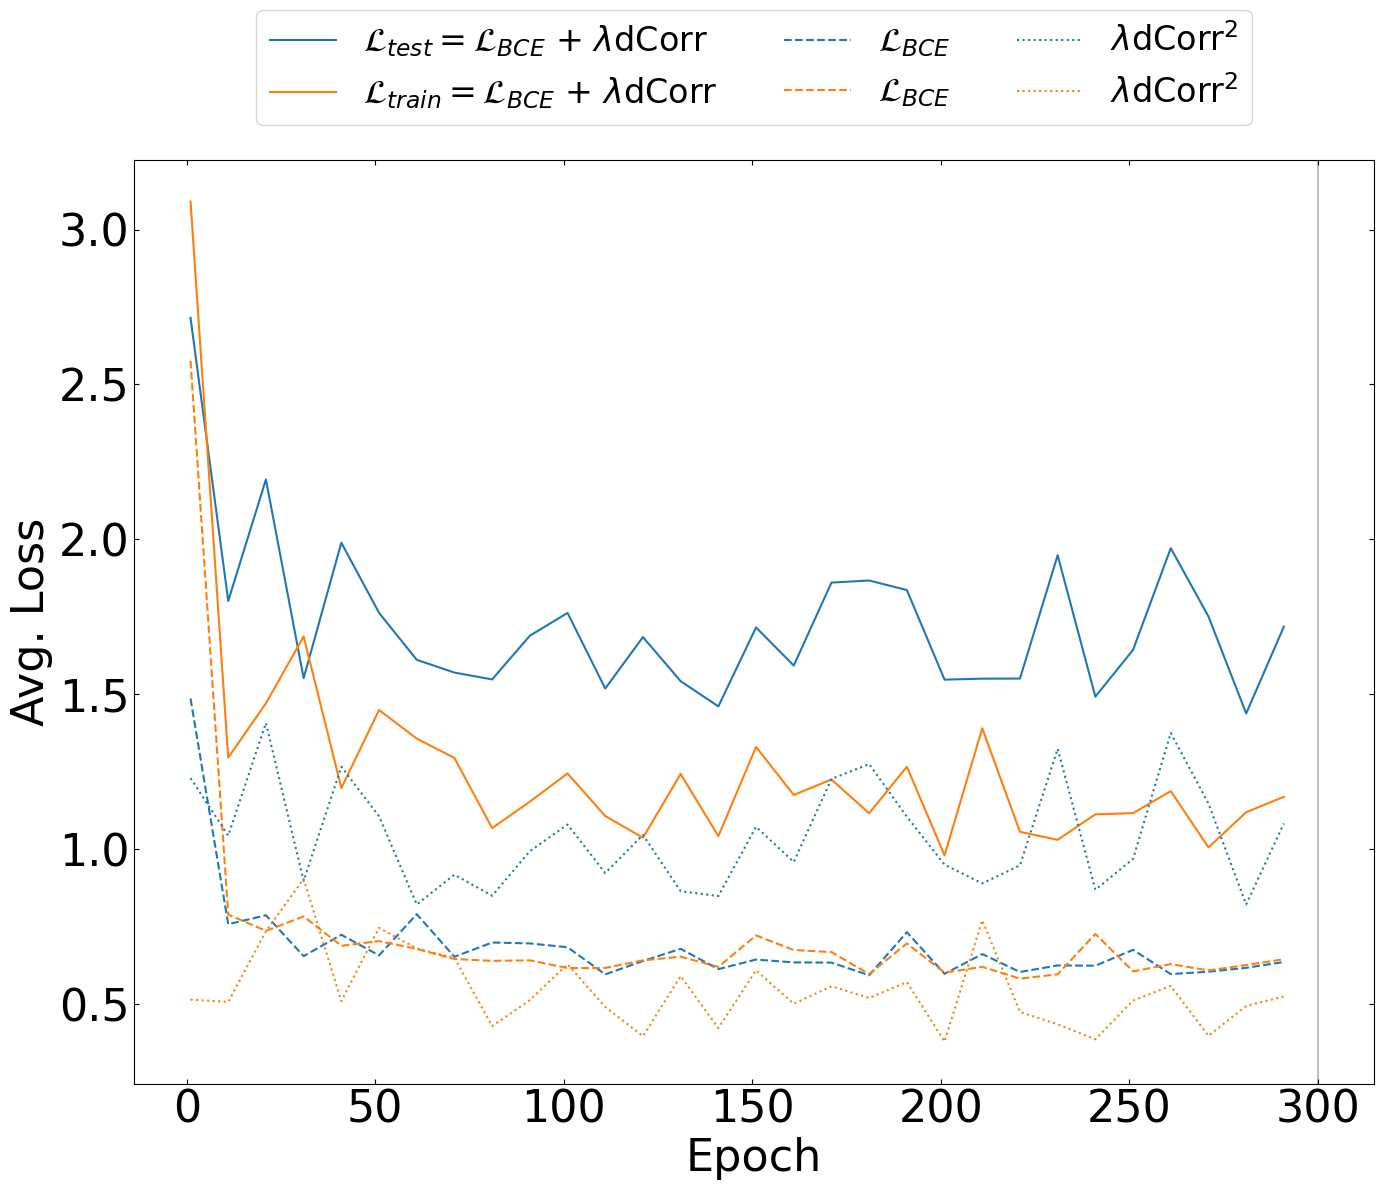 ℒ_test = ℒ_BCE + λdCorr ℒ_BCE λdCorr²
ℒ_train = ℒ_BCE + λdCorr ℒ_BCE λdCorr²
3.0
2.5
2.0
1.5
1.0
0.5
Avg. Loss
0 50 100 150 200 250 300
Epoch